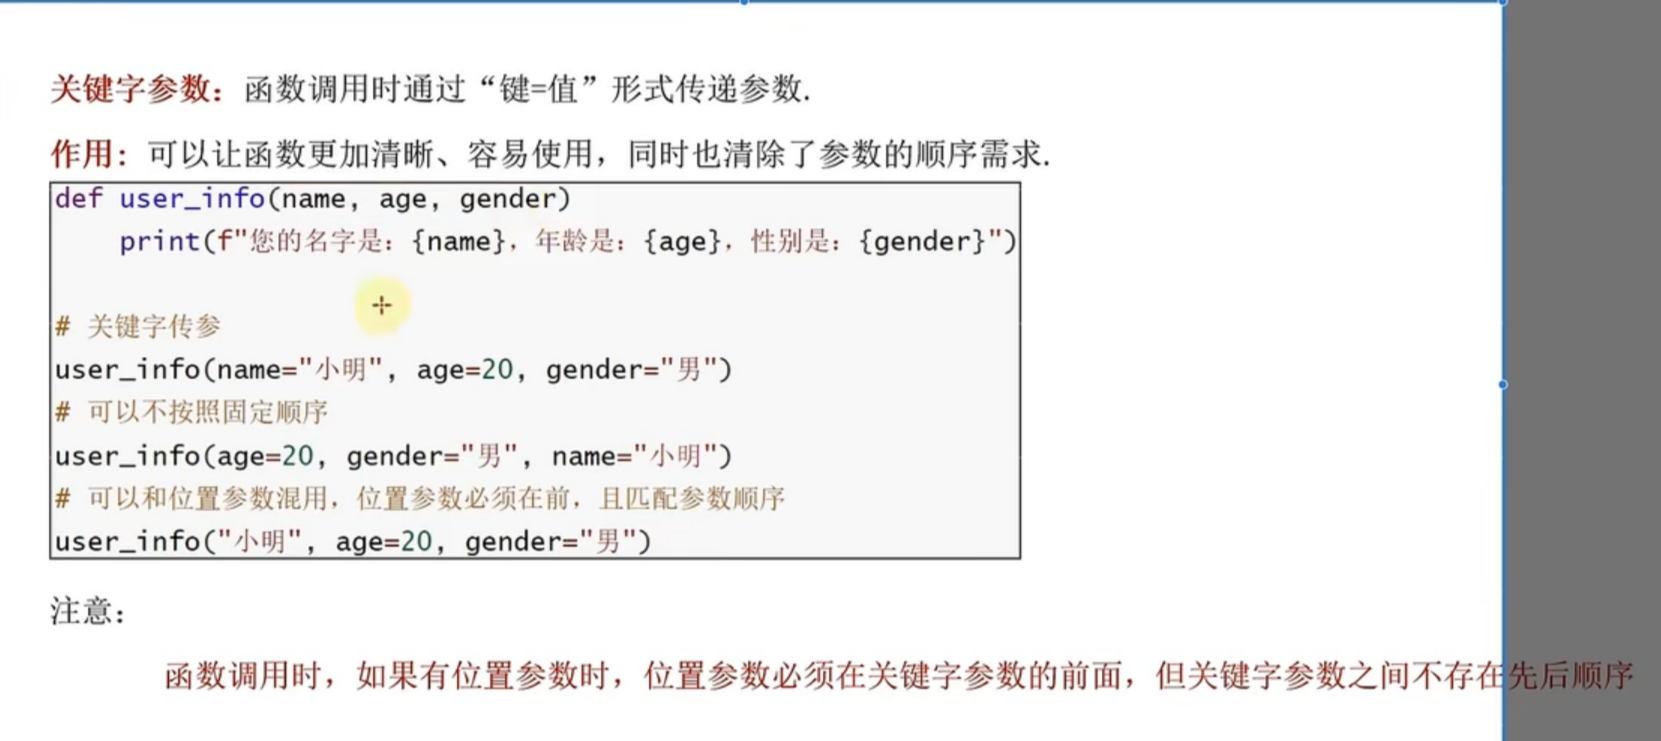 关键字参数：函数调用时通过“键=值”形式传递参数.
作用：可以让函数更加清晰、容易使用，同时也清除了参数的顺序需求.
def user_info(name, age, gender)
    print(f"您的名字是：{name}，年龄是：{age}，性别是：{gender}")
# 关键字传参
user_info(name="小明", age=20, gender="男")
# 可以不按照固定顺序
user_info(age=20, gender="男", name="小明")
# 可以和位置参数混用，位置参数必须在前，且匹配参数顺序
user_info("小明", age=20, gender="男")
注意：
函数调用时，如果有位置参数时，位置参数必须在关键字参数的前面，但关键字参数之间不存在先后顺序